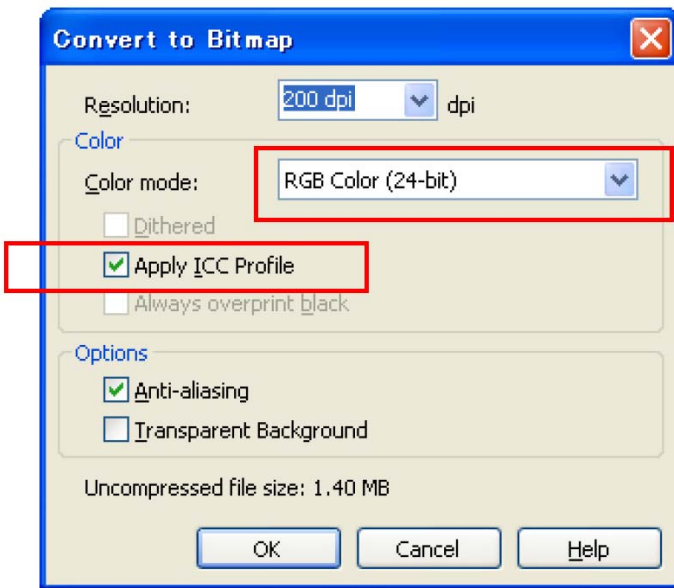 Convert to Bitmap
Resolution: 200 dpi dpi
Color
Color mode: RGB Color (24-bit)
Dithered
Apply ICC Profile
Always overprint black
Options
Anti-aliasing
Transparent Background
Uncompressed file size: 1.40 MB
OK Cancel Help